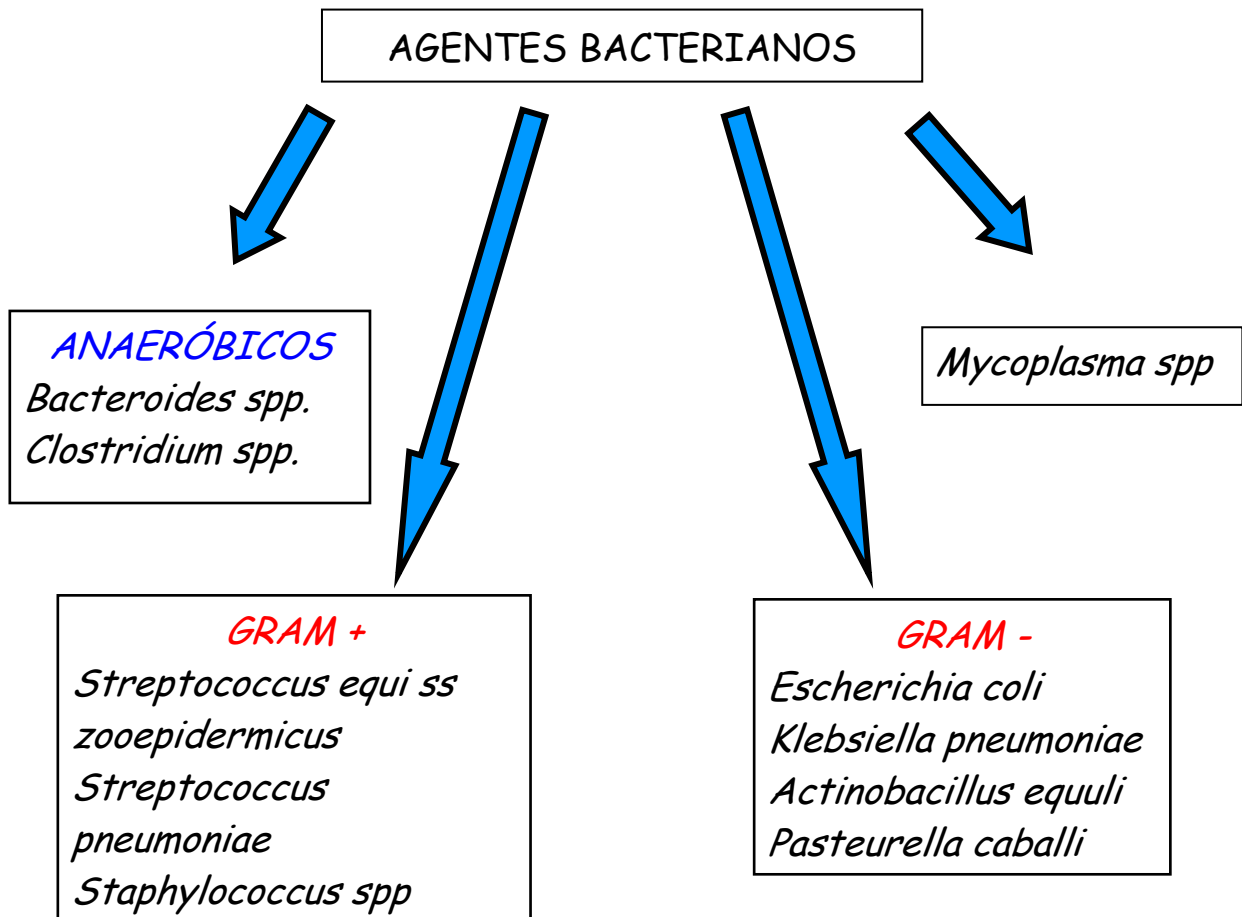 AGENTES BACTERIANOS
ANAERÓBICOS
Bacteroides spp.
Clostridium spp.
Mycoplasma spp
GRAM +
Streptococcus equi ss
zooepidermicus
Streptococcus
pneumoniae
Staphylococcus spp
GRAM -
Escherichia coli
Klebsiella pneumoniae
Actinobacillus equuli
Pasteurella caballi